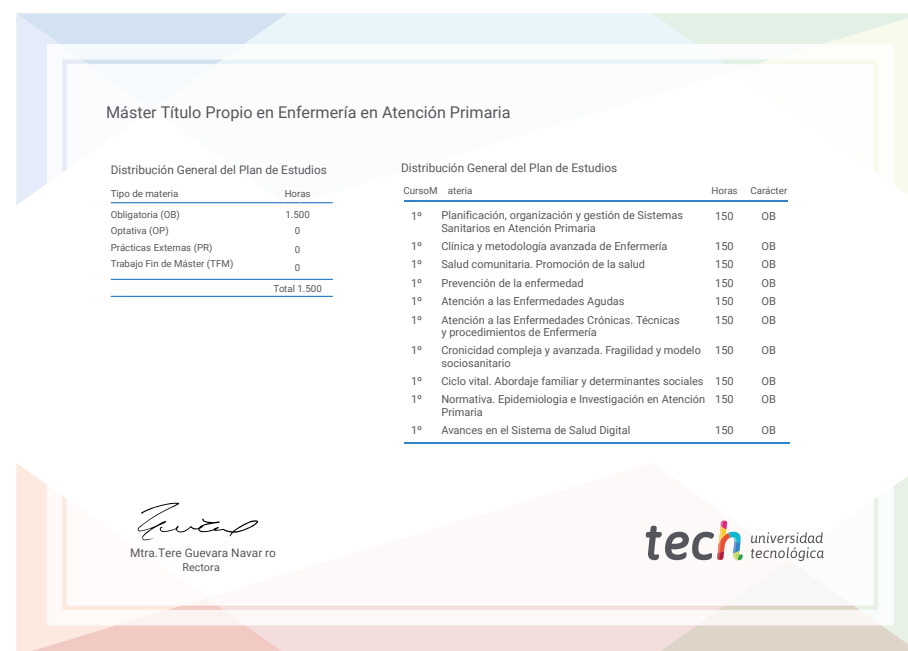 Máster Título Propio en Enfermería en Atención Primaria
Distribución General del Plan de Estudios
Tipo de materia Horas
Obligatoria (OB) 1.500
Optativa (OP) 0
Prácticas Externas (PR) 0
Trabajo Fin de Máster (TFM) 0
Total 1.500
Distribución General del Plan de Estudios
CursoM ateria Horas Carácter
1º Planificación, organización y gestión de Sistemas 150 OB
Sanitarios en Atención Primaria
1º Clínica y metodología avanzada de Enfermería 150 OB
1º Salud comunitaria. Promoción de la salud 150 OB
1º Prevención de la enfermedad 150 OB
1º Atención a las Enfermedades Agudas 150 OB
1º Atención a las Enfermedades Crónicas. Técnicas 150 OB
y procedimientos de Enfermería
1º Cronicidad compleja y avanzada. Fragilidad y modelo 150 OB
sociosanitario
1º Ciclo vital. Abordaje familiar y determinantes sociales 150 OB
1º Normativa. Epidemiologia e Investigación en Atención 150 OB
Primaria
1º Avances en el Sistema de Salud Digital 150 OB
Mtra.Tere Guevara Navar ro
Rectora
tech universidad
tecnológica